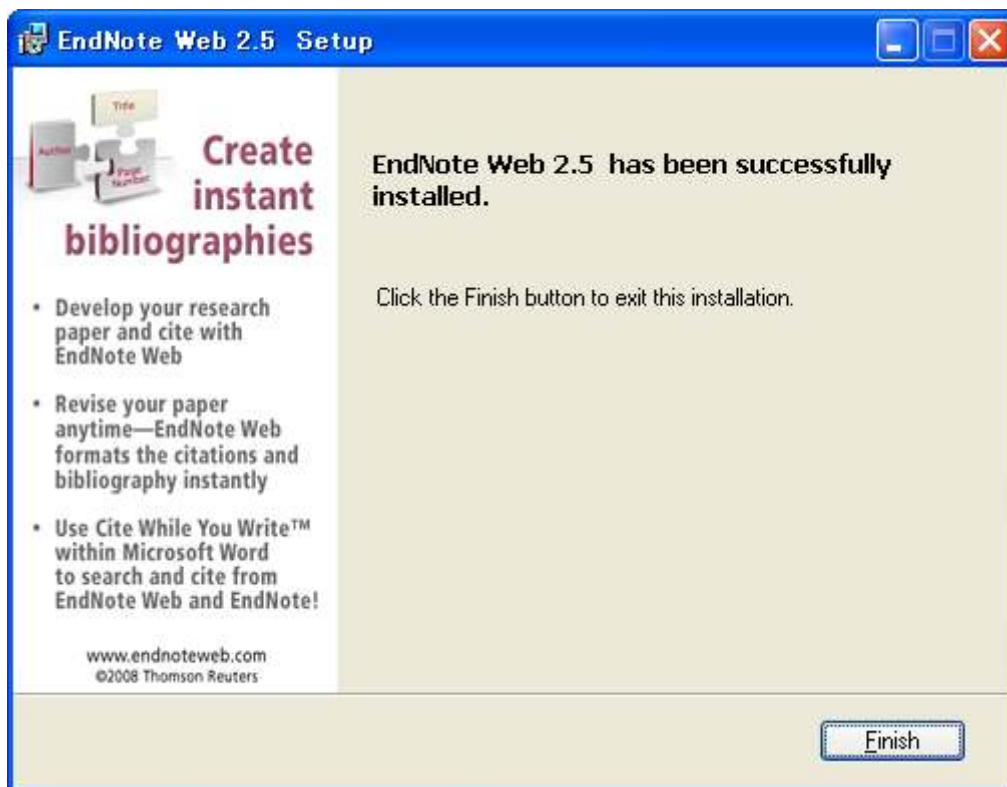 EndNote Web 2.5 Setup
Title
Author
Page
Number
Create
instant
bibliographies
• Develop your research
paper and cite with
EndNote Web
• Revise your paper
anytime—EndNote Web
formats the citations and
bibliography instantly
• Use Cite While You Write™
within Microsoft Word
to search and cite from
EndNote Web and EndNote!
www.endnoteweb.com
©2008 Thomson Reuters
EndNote Web 2.5 has been successfully
installed.
Click the Finish button to exit this installation.
Finish